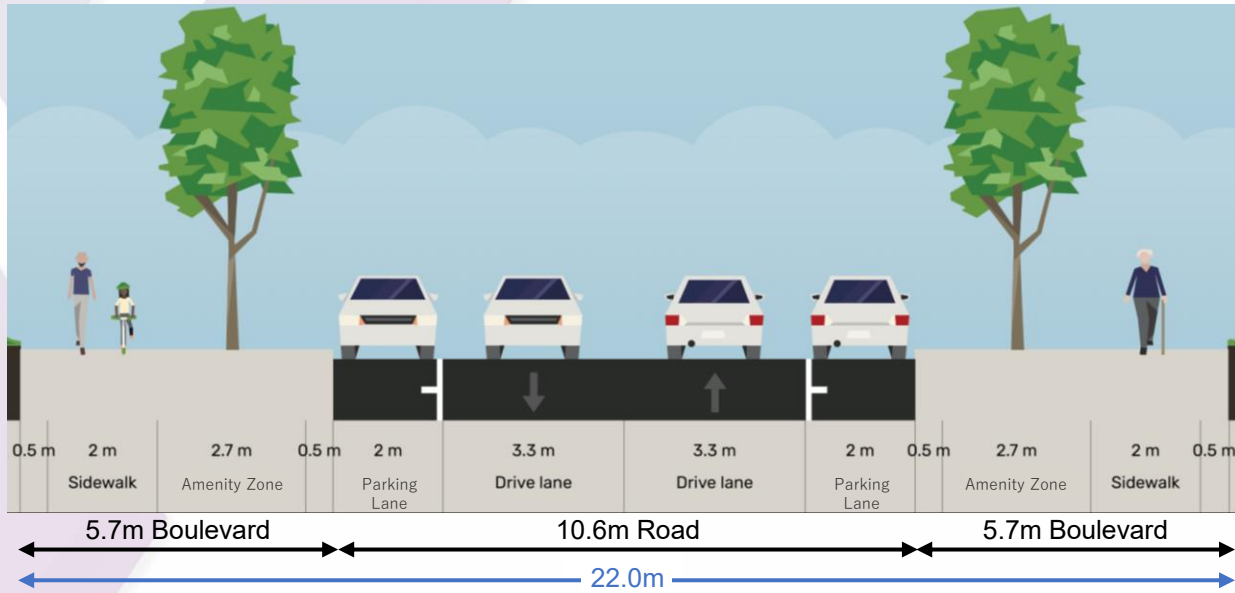 0.5 m 2 m 2.7 m 0.5 m 2 m 3.3 m 3.3 m 2 m 0.5 m 2.7 m 2 m 0.5 m
Sidewalk Amenity Zone Parking Drive lane Drive lane Parking Amenity Zone Sidewalk
Lane Lane
5.7m Boulevard 10.6m Road 5.7m Boulevard
22.0m